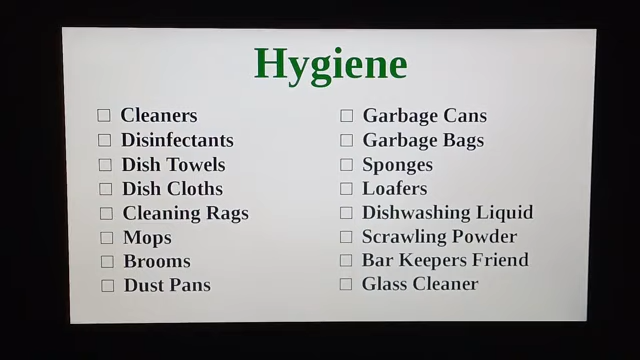 Hygiene
☐ Cleaners
☐ Disinfectants
☐ Dish Towels
☐ Dish Cloths
☐ Cleaning Rags
☐ Mops
☐ Brooms
☐ Dust Pans
☐ Garbage Cans
☐ Garbage Bags
☐ Sponges
☐ Loafers
☐ Dishwashing Liquid
☐ Scrawling Powder
☐ Bar Keepers Friend
☐ Glass Cleaner